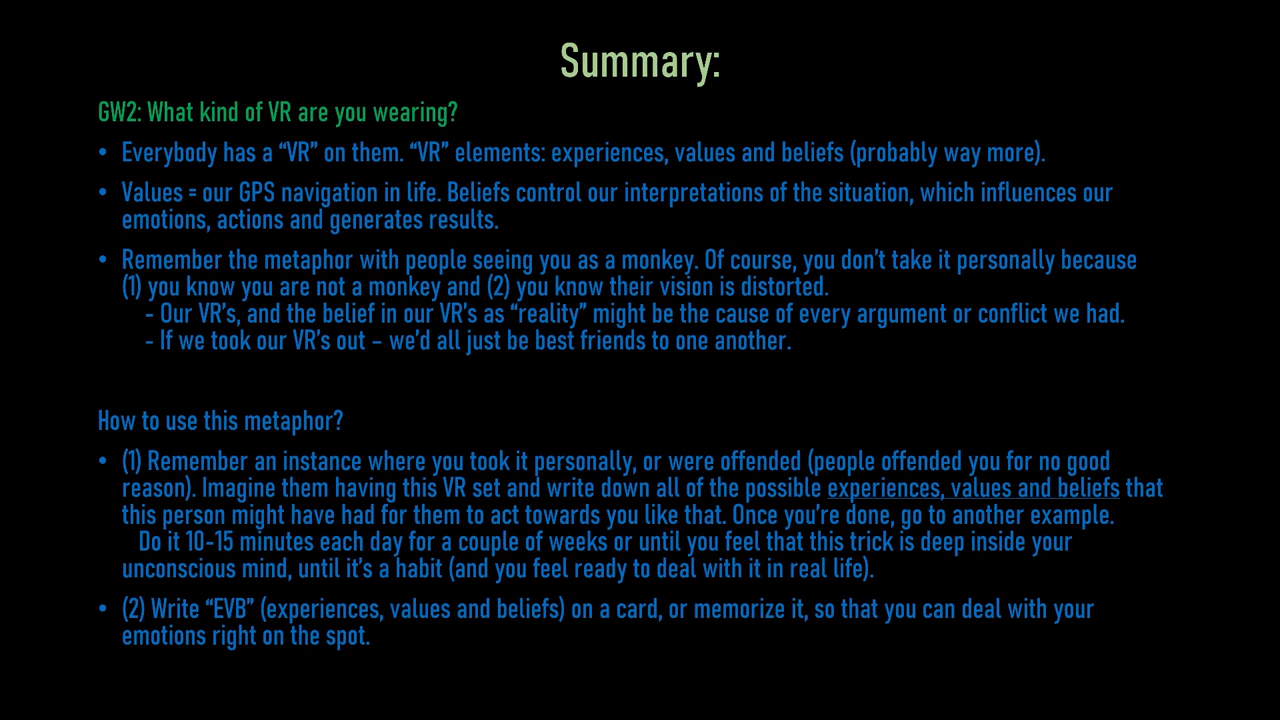 Summary:
GW2: What kind of VR are you wearing?
• Everybody has a “VR” on them. “VR” elements: experiences, values and beliefs (probably way more).
• Values = our GPS navigation in life. Beliefs control our interpretations of the situation, which influences our
emotions, actions and generates results.
• Remember the metaphor with people seeing you as a monkey. Of course, you don’t take it personally because
(1) you know you are not a monkey and (2) you know their vision is distorted.
- Our VR’s, and the belief in our VR’s as “reality” might be the cause of every argument or conflict we had.
- If we took our VR’s out – we’d all just be best friends to one another.
How to use this metaphor?
• (1) Remember an instance where you took it personally, or were offended (people offended you for no good
reason). Imagine them having this VR set and write down all of the possible experiences, values and beliefs that
this person might have had for them to act towards you like that. Once you’re done, go to another example.
Do it 10-15 minutes each day for a couple of weeks or until you feel that this trick is deep inside your
unconscious mind, until it’s a habit (and you feel ready to deal with it in real life).
• (2) Write “EVB” (experiences, values and beliefs) on a card, or memorize it, so that you can deal with your
emotions right on the spot.